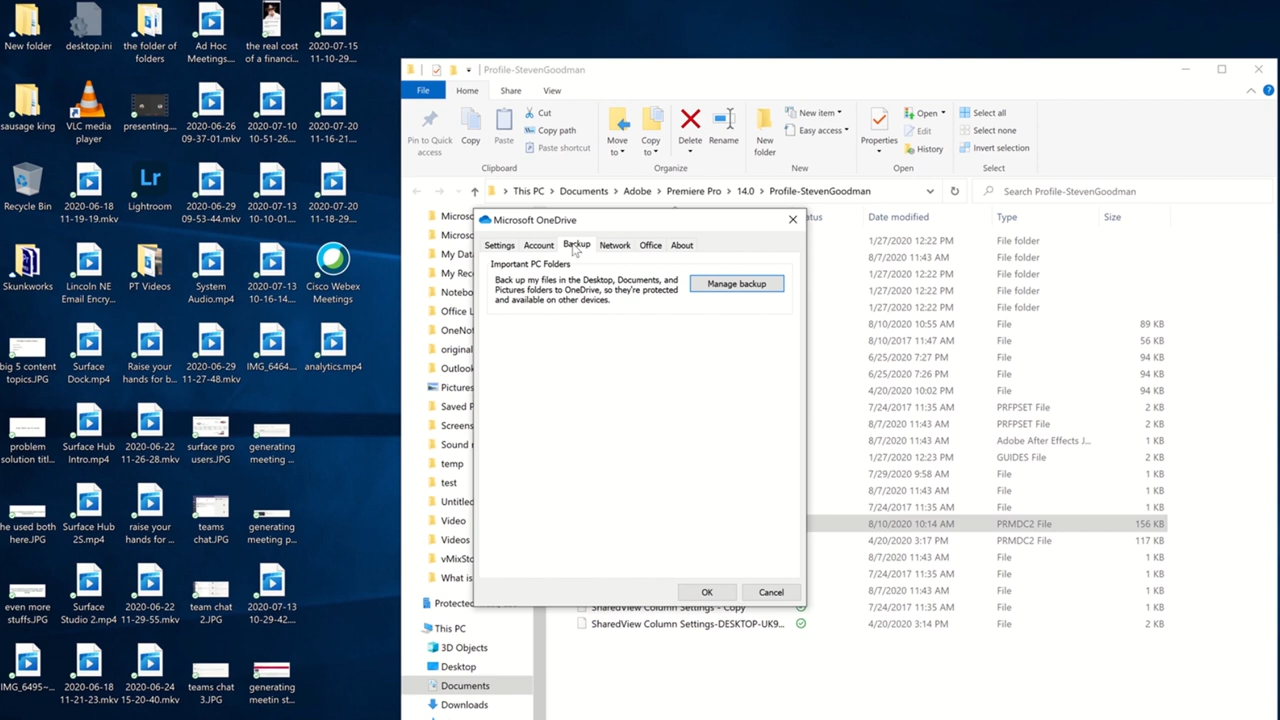 New folder
desktop.ini
the folder of
folders
Ad Hoc
Meetings....
the real cost
of a financi...
2020-07-15
11-10-29....
sausage king
VLC media
player
presenting....
2020-06-26
09-37-01.mkv
2020-07-10
10-51-26....
2020-07-20
11-16-21....
Recycle Bin
2020-06-18
11-19-19.mkv
Lr
Lightroom
2020-06-29
09-53-44.mkv
2020-07-13
10-10-01....
2020-07-20
11-18-29....
Skunkworks
Lincoln NE
Email Encry...
PT Videos
System
Audio.mp4
2020-07-13
10-16-14....
Cisco Webex
Meetings
big 5 content
topics.JPG
Surface
Dock.mp4
Raise your
hands for b...
2020-06-29
11-27-48.mkv
IMG_6464...
analytics.mp4
problem
solution titl...
Surface Hub
Intro.mp4
2020-06-22
11-26-28.mkv
surface pro
users.JPG
generating
meeting ...
he used both
here.JPG
Surface Hub
2S.mp4
raise your
hands for ...
teams
chat.JPG
generating
meeting p...
even more
stuffs.JPG
Surface
Studio 2.mp4
2020-06-22
11-29-55.mkv
team chat
2.JPG
2020-07-13
10-29-42....
IMG_6495~...
2020-06-18
11-21-23.mkv
2020-06-24
15-20-40.mkv
teams chat
3.JPG
generating
meetin st...
Profile-StevenGoodman
File Home Share View
Pin to Quick
access
Copy
Paste
Cut
Copy path
Paste shortcut
Clipboard
Move
to
Copy
to
Delete
Rename
Organize
New
folder
New item
Easy access
New
Properties
Open
Edit
History
Open
Select all
Select none
Invert selection
Select
This PC > Documents > Adobe > Premiere Pro > 14.0 > Profile-StevenGoodman
Search Profile-StevenGoodman
Microso
Microso
My Data
My Rec
Notebo
Office L
OneNot
original
Outlook
Pictures
Saved P
Screens
Sound r
temp
test
Untitled
Video
Videos
vMixSto
What is
Protected
This PC
3D Objects
Desktop
Documents
Downloads
Microsoft OneDrive
Settings Account Backup Network Office About
Important PC Folders
Back up my files in the Desktop, Documents, and
Pictures folders to OneDrive, so they're protected
and available on other devices.
Manage backup
OK Cancel
atus Date modified Type Size
1/27/2020 12:22 PM File folder
8/7/2020 11:43 AM File folder
1/27/2020 12:22 PM File folder
1/27/2020 12:22 PM File folder
1/27/2020 12:22 PM File folder
8/10/2020 10:55 AM File 89 KB
8/10/2020 11:47 AM File 56 KB
6/25/2020 7:27 PM File 94 KB
6/25/2020 7:26 PM File 94 KB
4/20/2020 10:02 PM File 94 KB
7/24/2017 11:35 AM PRFPSET File 2 KB
8/7/2020 11:43 AM PRFPSET File 2 KB
8/7/2020 11:43 AM Adobe After Effects J... 2 KB
1/27/2020 12:23 PM GUIDES File 2 KB
7/29/2020 9:58 AM File 2 KB
8/7/2020 11:43 AM File 2 KB
7/24/2017 11:35 AM File 2 KB
8/10/2020 10:14 AM PRMDC2 File 156 KB
4/20/2020 3:17 PM PRMDC2 File 117 KB
8/7/2020 11:43 AM File 2 KB
7/24/2017 11:35 AM File 2 KB
8/7/2020 11:43 AM File 2 KB
SharedView Column Settings - Copy 7/24/2017 11:35 AM File 2 KB
SharedView Column Settings-DESKTOP-UK9... 4/20/2020 3:14 PM File 2 KB